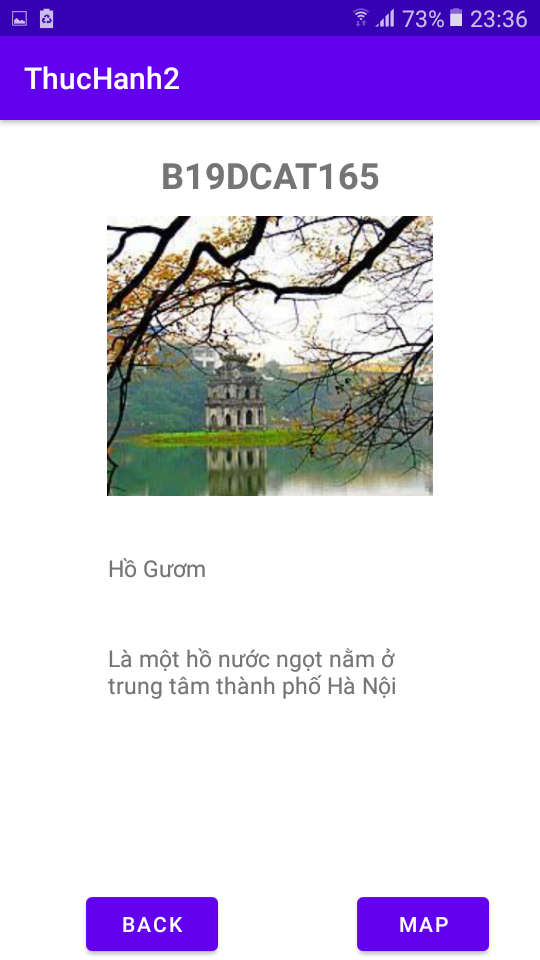 73% 23:36
ThucHanh2
B19DCAT165
Hồ Gươm
Là một hồ nước ngọt nằm ở
trung tâm thành phố Hà Nội
BACK MAP